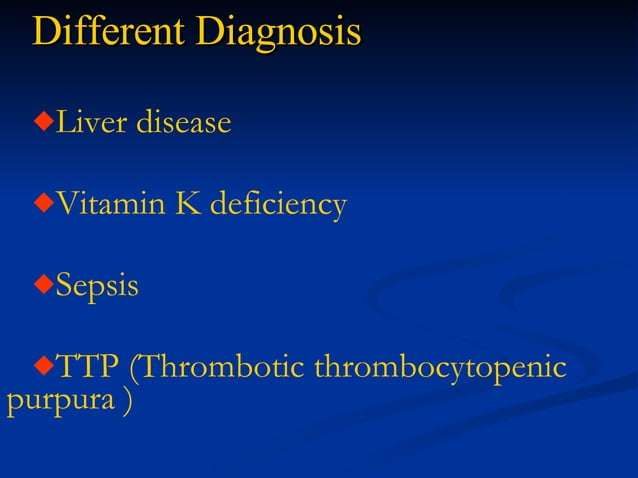 Different Diagnosis
◆Liver disease
◆Vitamin K deficiency
◆Sepsis
◆TTP (Thrombotic thrombocytopenic
purpura )